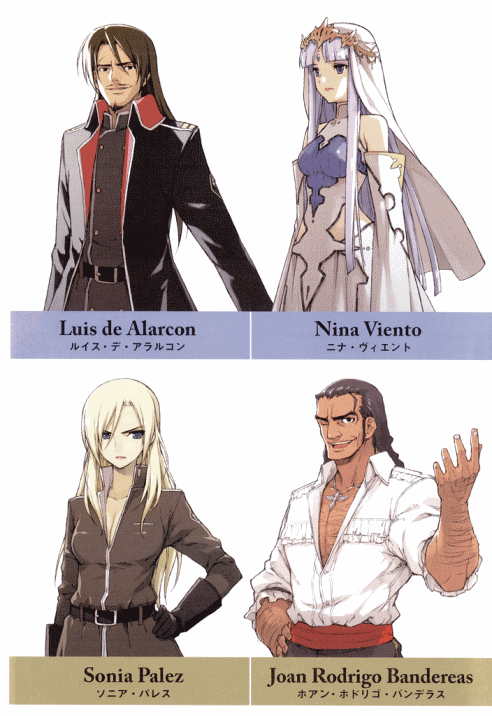 Luis de Alarcon
ルイス・デ・アラルコン
Nina Viento
ニナ・ヴィエント
Sonia Palez
ソニア・パレス
Joan Rodrigo Bandereas
ホアン・ホドリゴ・バンデラス